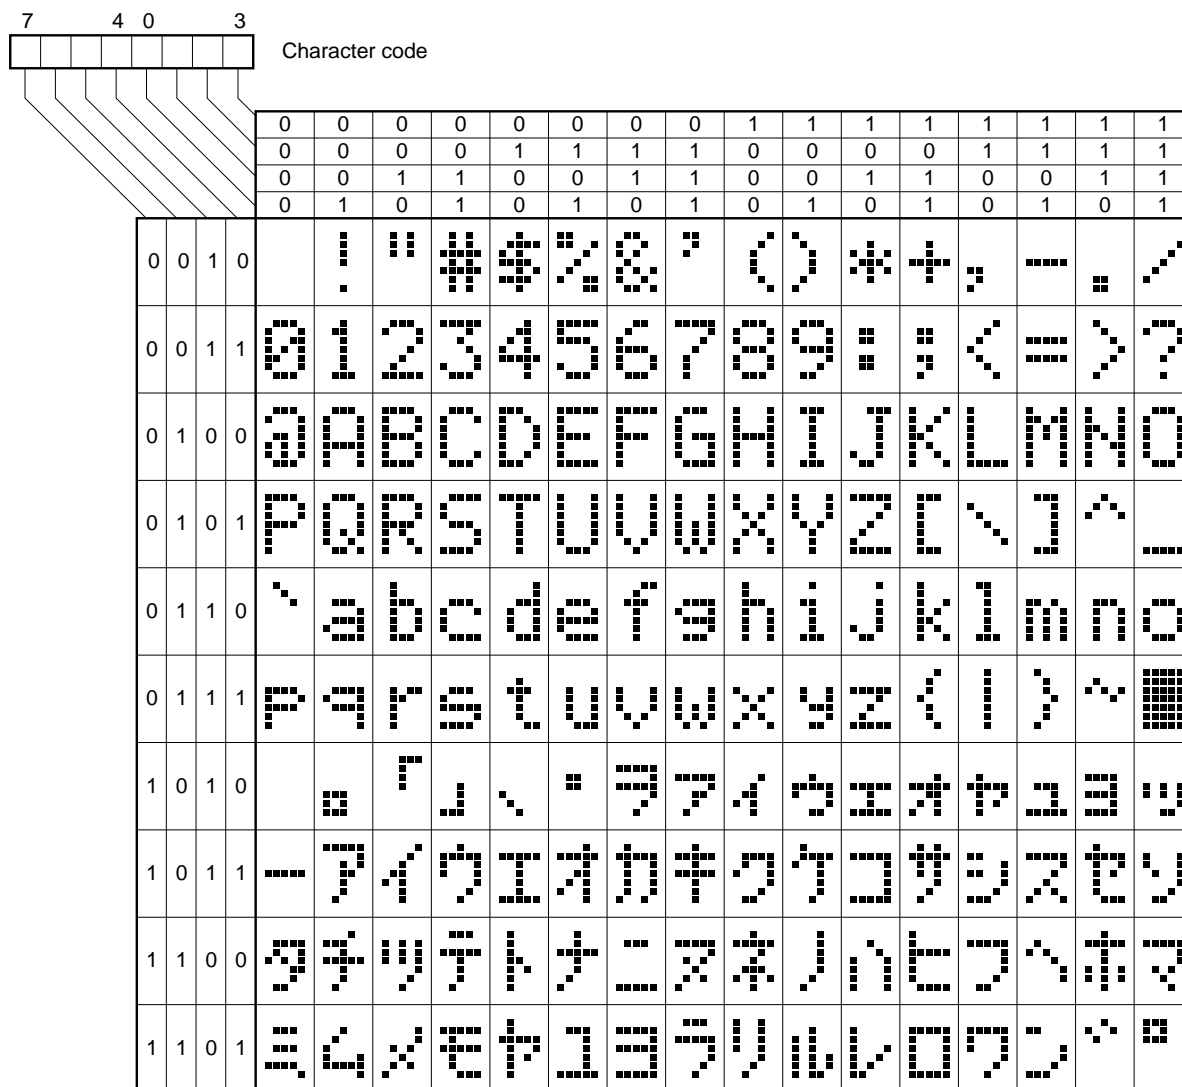 7 4 0 3
Character code
0 0 0 0 0 0 0 0 1 1 1 1 1 1 1 1
0 0 0 0 1 1 1 1 0 0 0 0 1 1 1 1
0 0 1 1 0 0 1 1 0 0 1 1 0 0 1 1
0 1 0 1 0 1 0 1 0 1 0 1 0 1 0 1
0 0 1 0 ! " # $ % & ' ( ) * + , - . /
0 0 1 1 0 1 2 3 4 5 6 7 8 9 : ; < = > ?
0 1 0 0 @ A B C D E F G H I J K L M N O
0 1 0 1 P Q R S T U V W X Y Z [ \ ] ^ _
0 1 1 0 ` a b c d e f g h i j k l m n o
0 1 1 1 p q r s t u v w x y z { | } ~
1 0 1 0 。 「 」 、 ・ ヲ ァ ィ ゥ ェ ォ ャ ュ ョ ッ
1 0 1 1 ー ア イ ウ エ オ カ キ ク ケ コ サ シ ス セ ソ
1 1 0 0 タ チ ツ テ ト ナ ニ ヌ ネ ノ ハ ヒ フ ヘ ホ マ
1 1 0 1 ミ ム メ モ ヤ ユ ヨ ラ リ ル レ ロ ワ ン ゛ ゜